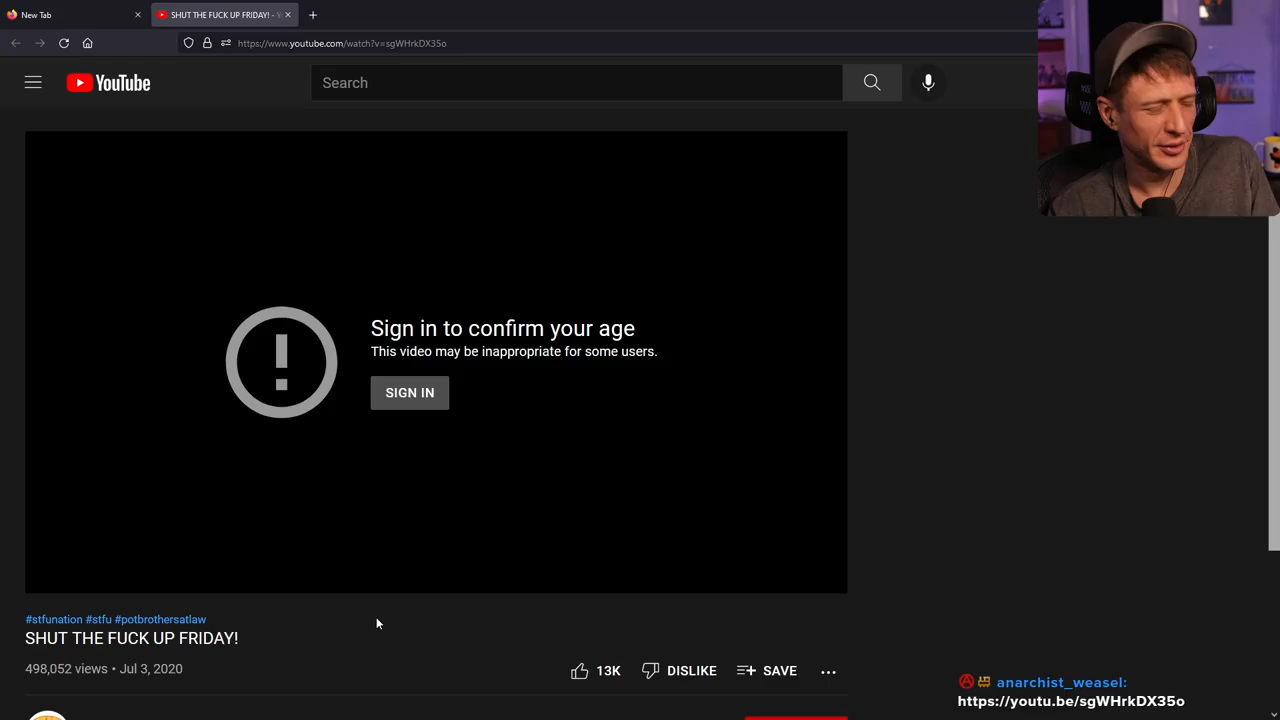 New Tab
SHUT THE FUCK UP FRIDAY! - Y
https://www.youtube.com/watch?v=sgWHrkDX35o
YouTube
Search
Sign in to confirm your age
This video may be inappropriate for some users.
SIGN IN
#stfunation #stfu #potbrothersatlaw
SHUT THE FUCK UP FRIDAY!
498,052 views • Jul 3, 2020
13K
DISLIKE
SAVE
anarchist_weasel:
https://youtu.be/sgWHrkDX35o